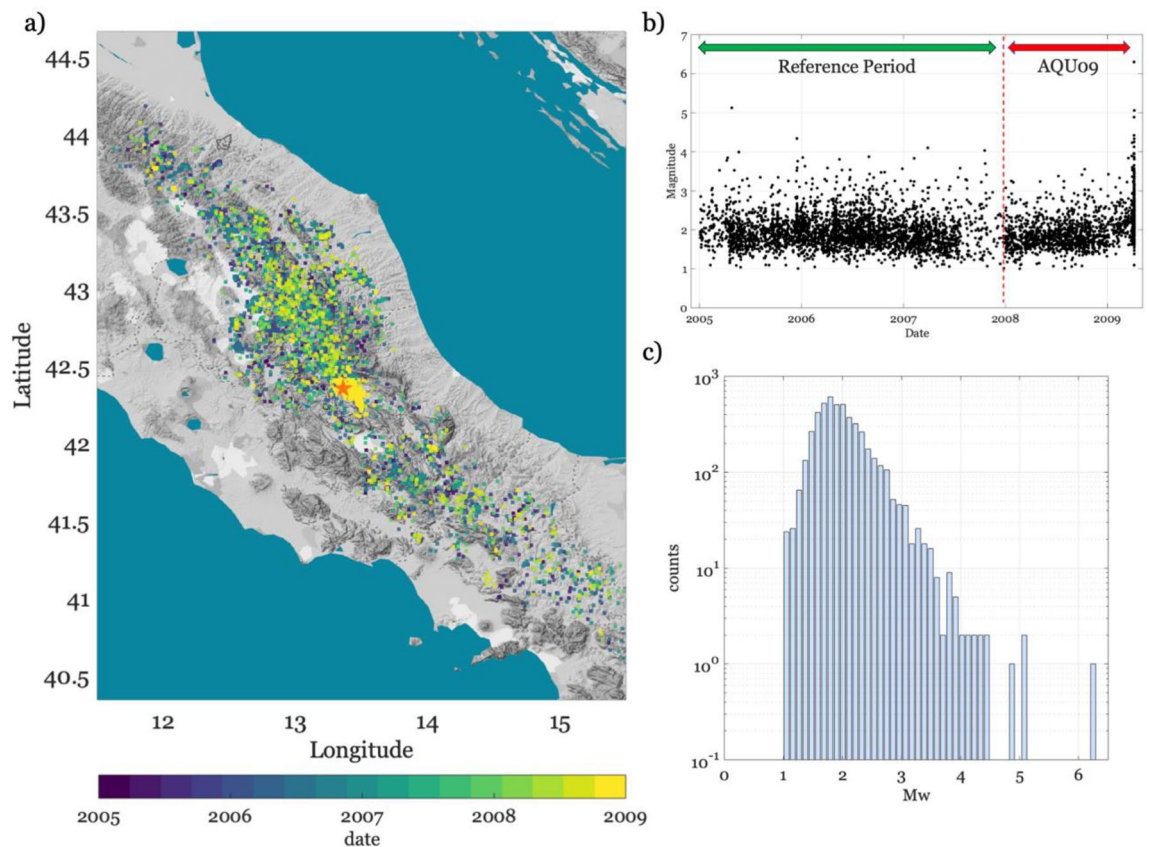 a)
44.5
44
43.5
43
42.5
42
41.5
41
40.5
Latitude
12 13 14 15
Longitude
2005 2006 2007 2008 2009
date
b)
7
6
5
4
3
2
1
0
Magnitude
Reference Period AQU09
2005 2006 2007 2008 2009
Date
c)
10³
10²
10¹
10⁰
10⁻¹
counts
0 1 2 3 4 5 6
Mw